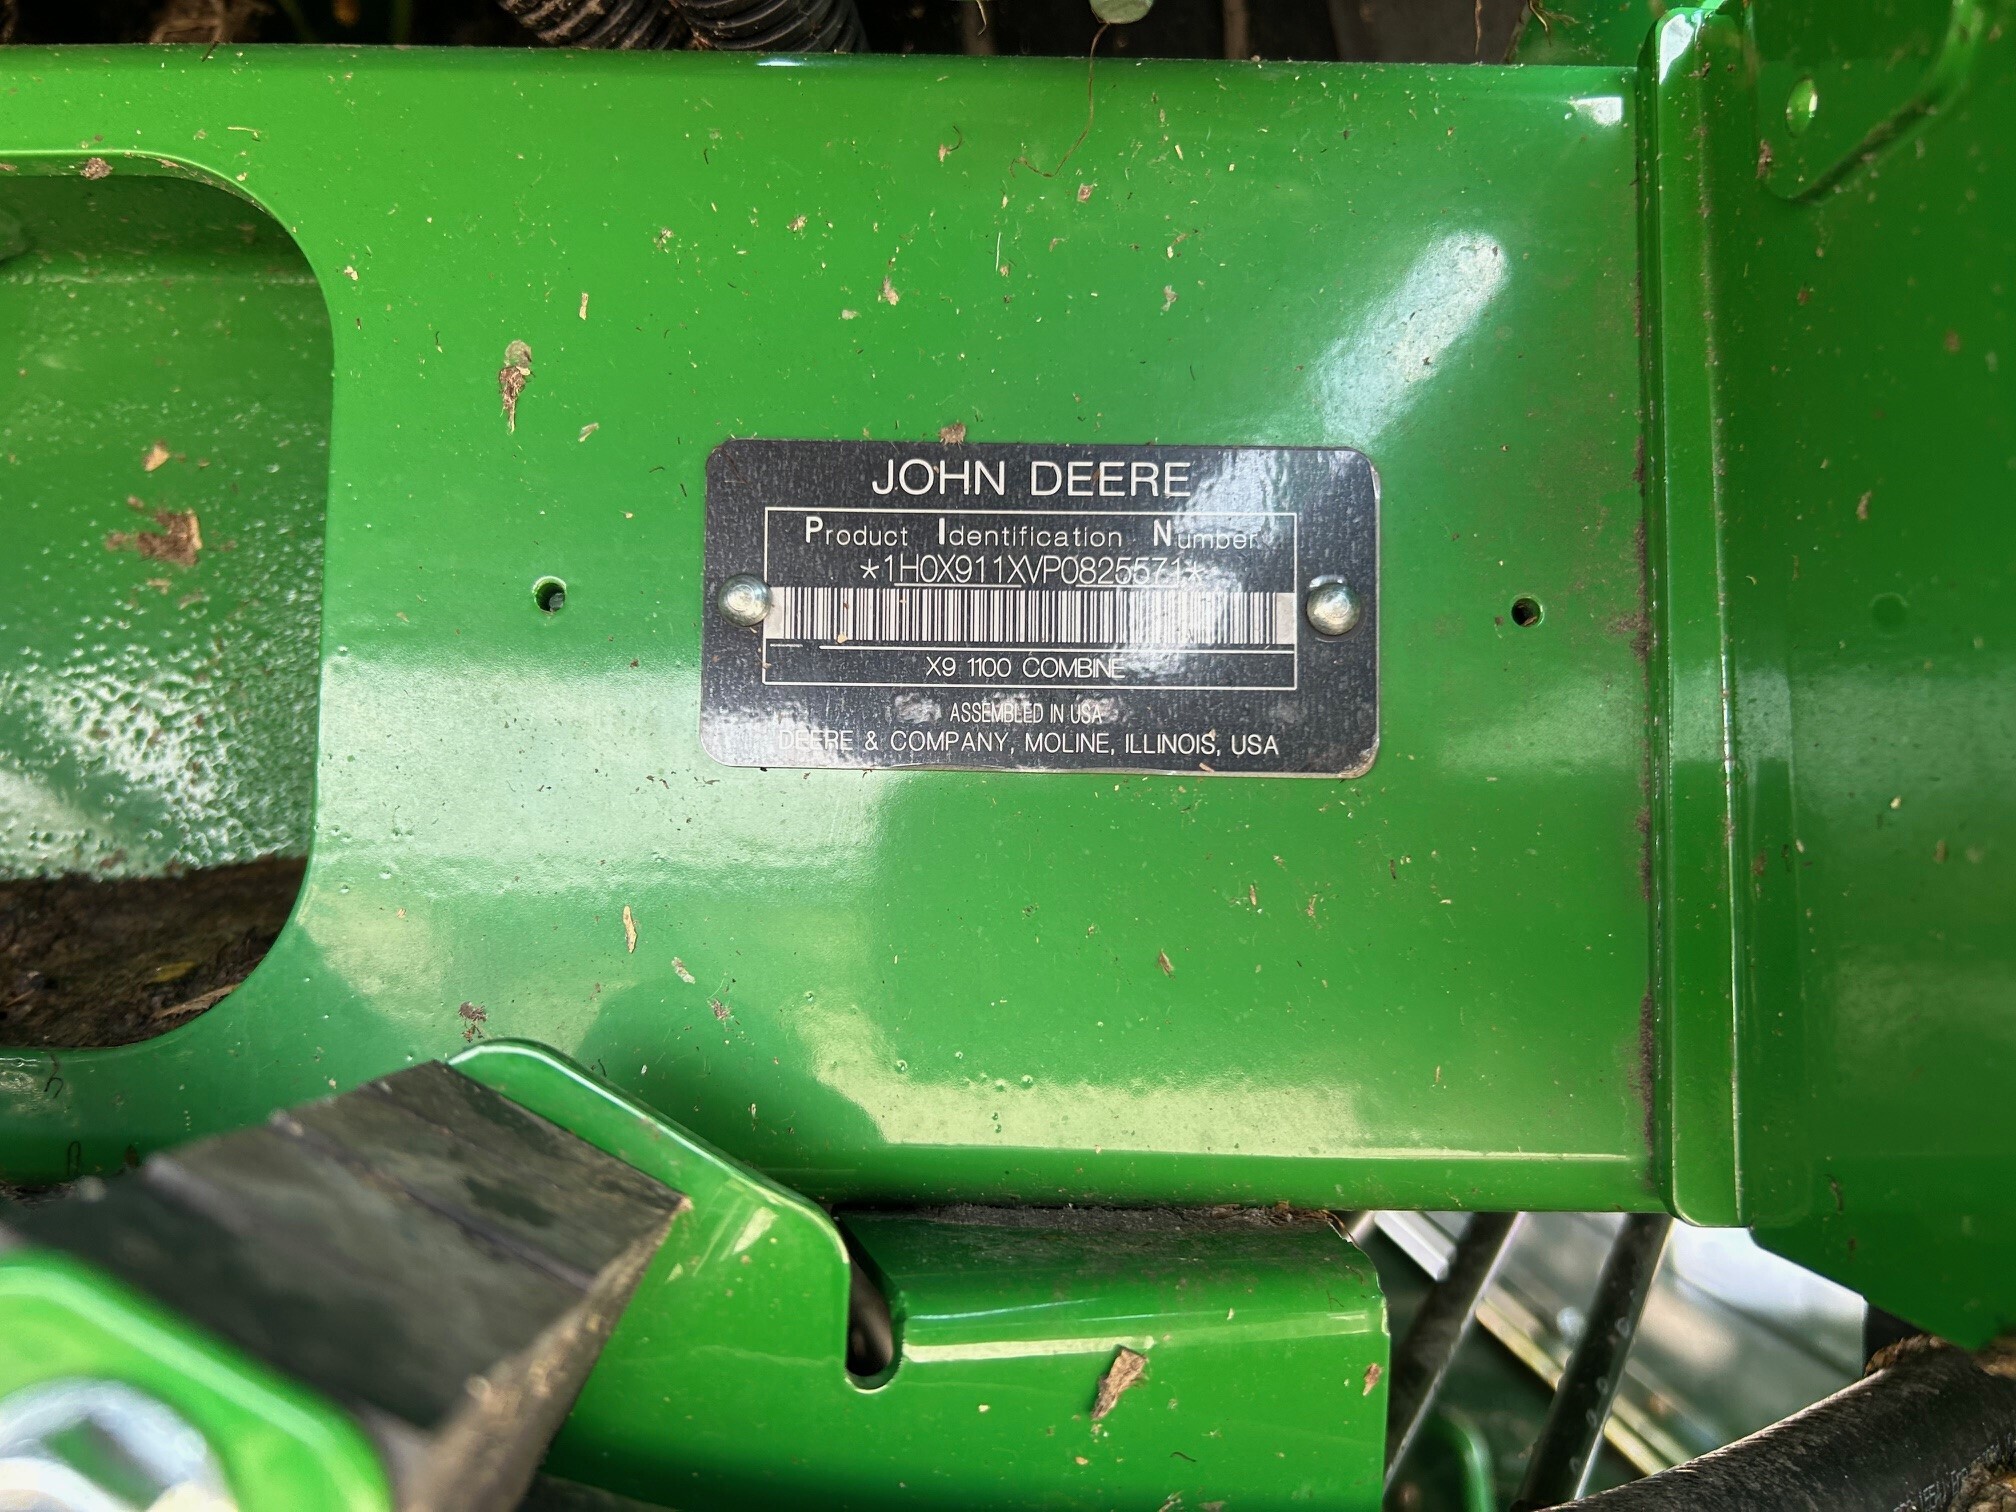 JOHN DEERE
Product Identification Number
*1H0X911XVP0825571*
X9 1100 COMBINE
ASSEMBLED IN USA
DEERE & COMPANY, MOLINE, ILLINOIS, USA